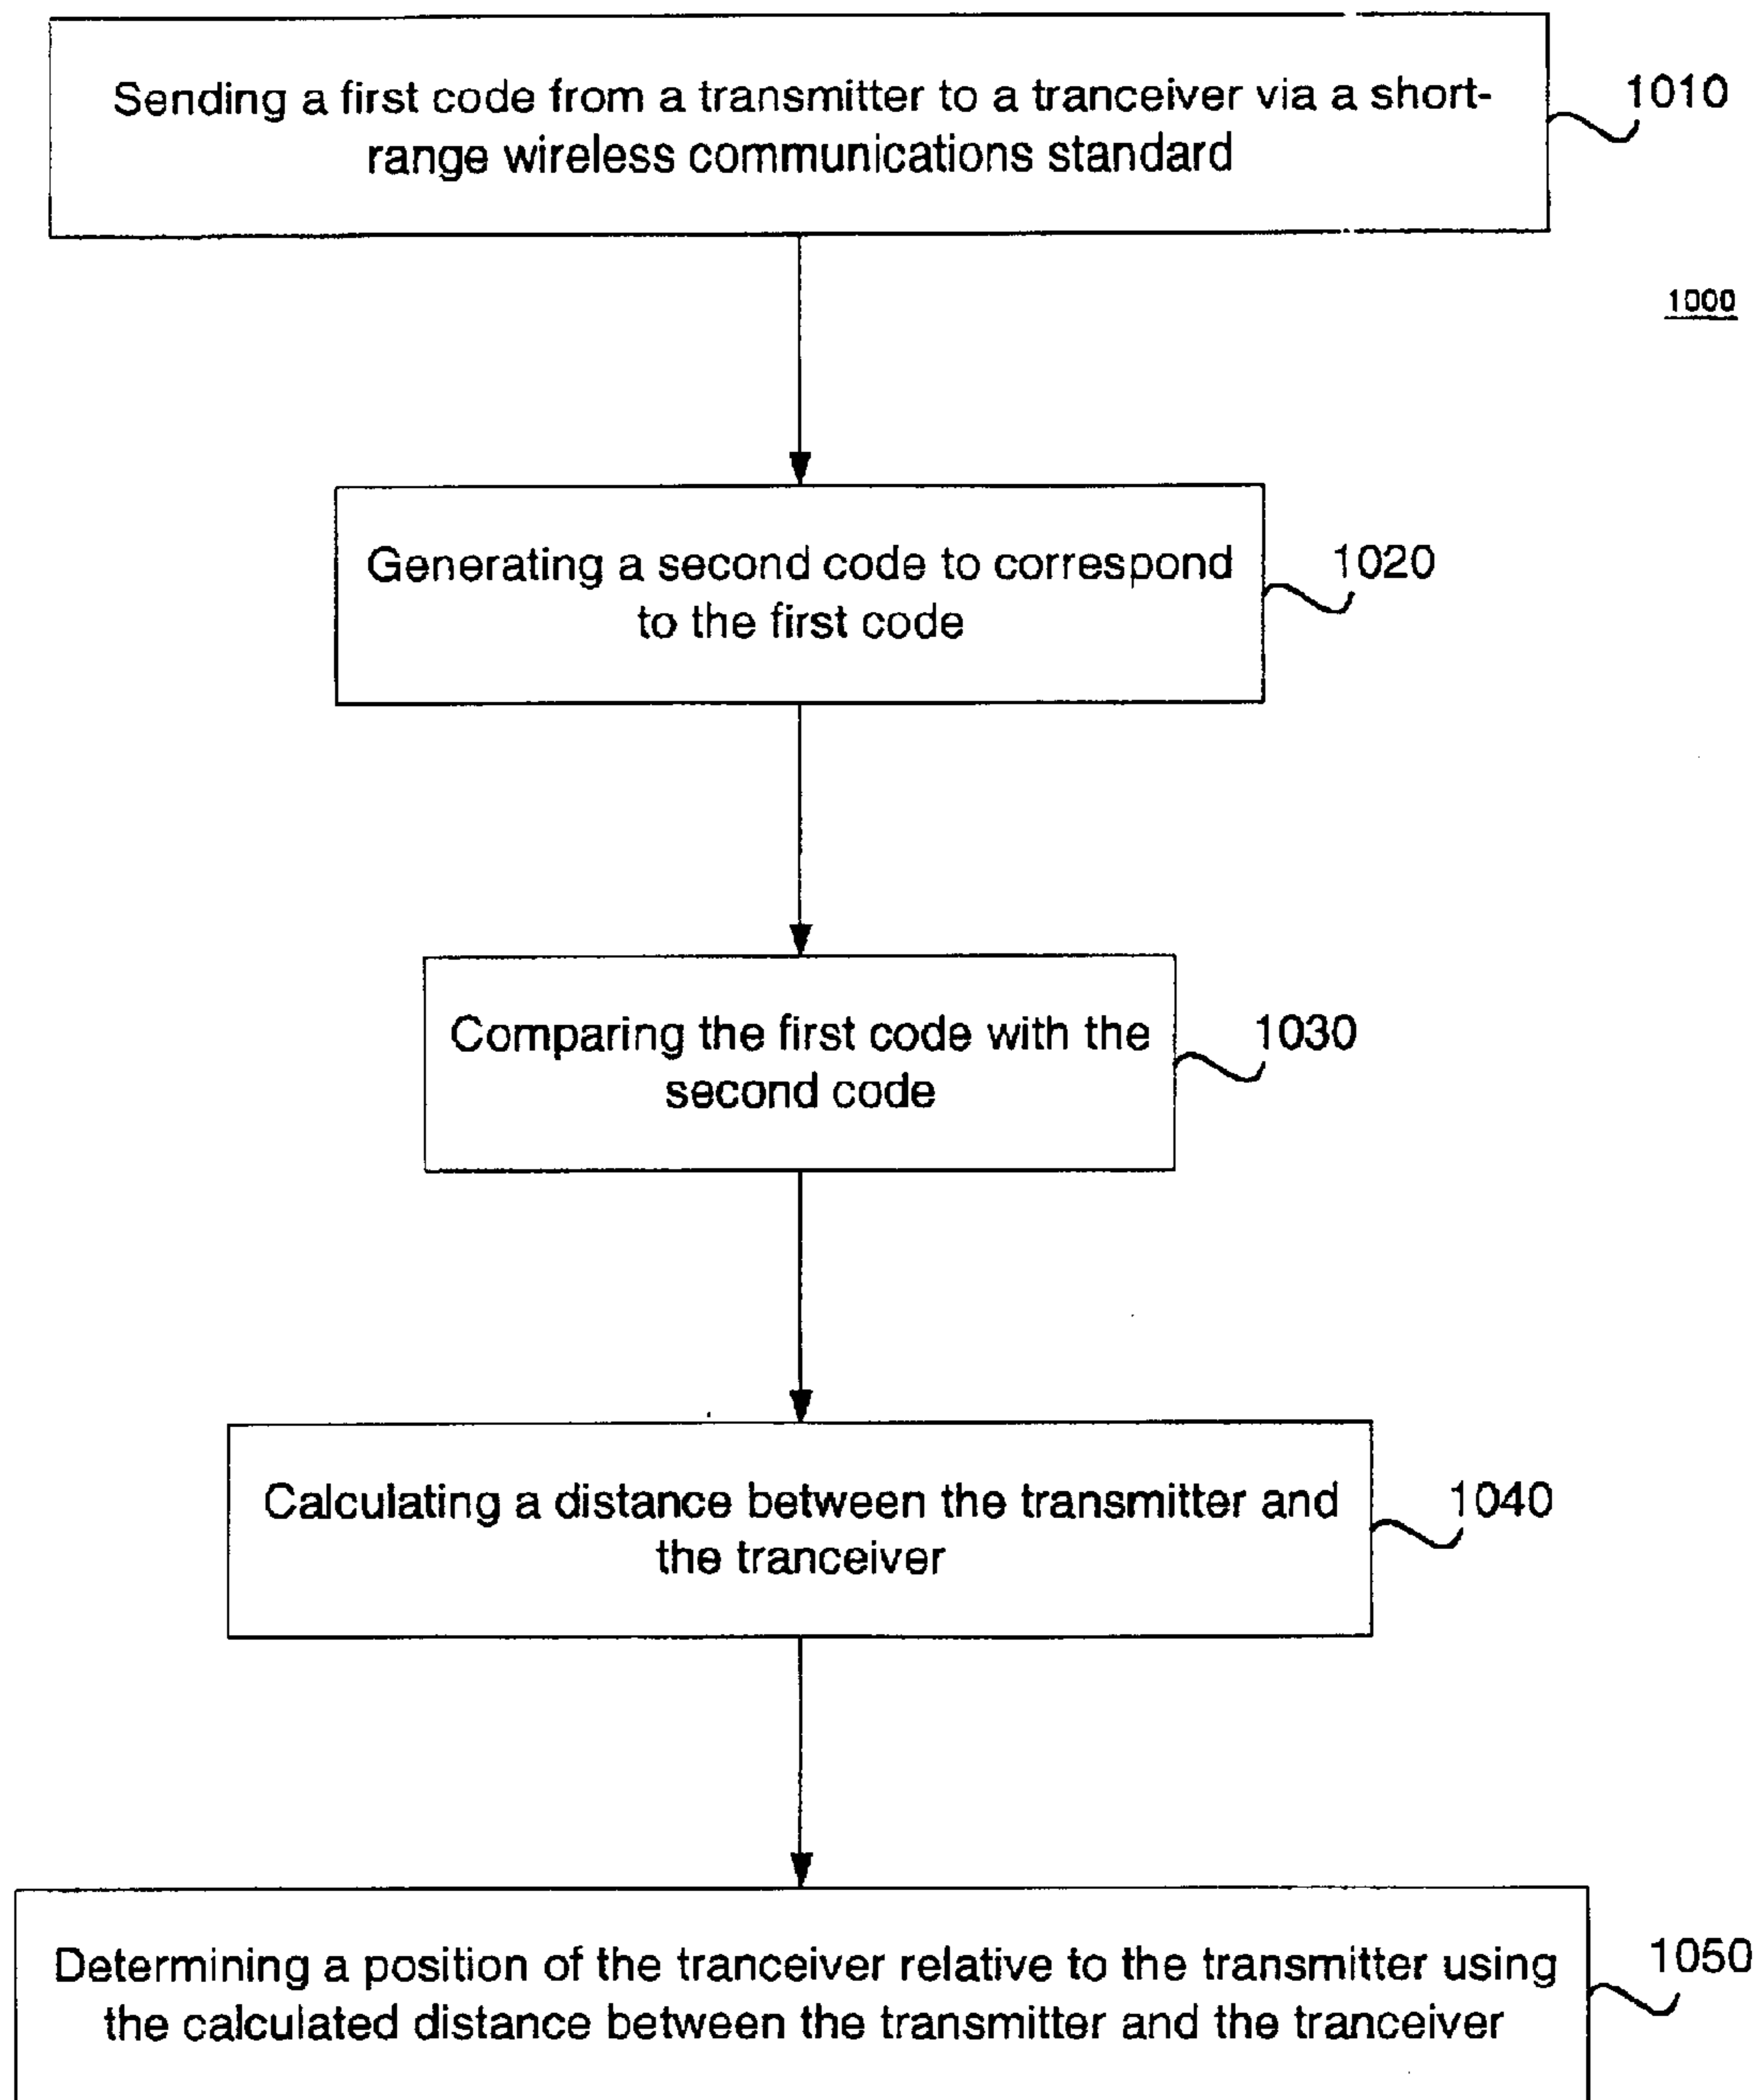 Sending a first code from a transmitter to a tranceiver via a short-
range wireless communications standard
1010
1000
Generating a second code to correspond
to the first code
1020
Comparing the first code with the
second code
1030
Calculating a distance between the transmitter and
the tranceiver
1040
Determining a position of the tranceiver relative to the transmitter using
the calculated distance between the transmitter and the tranceiver
1050